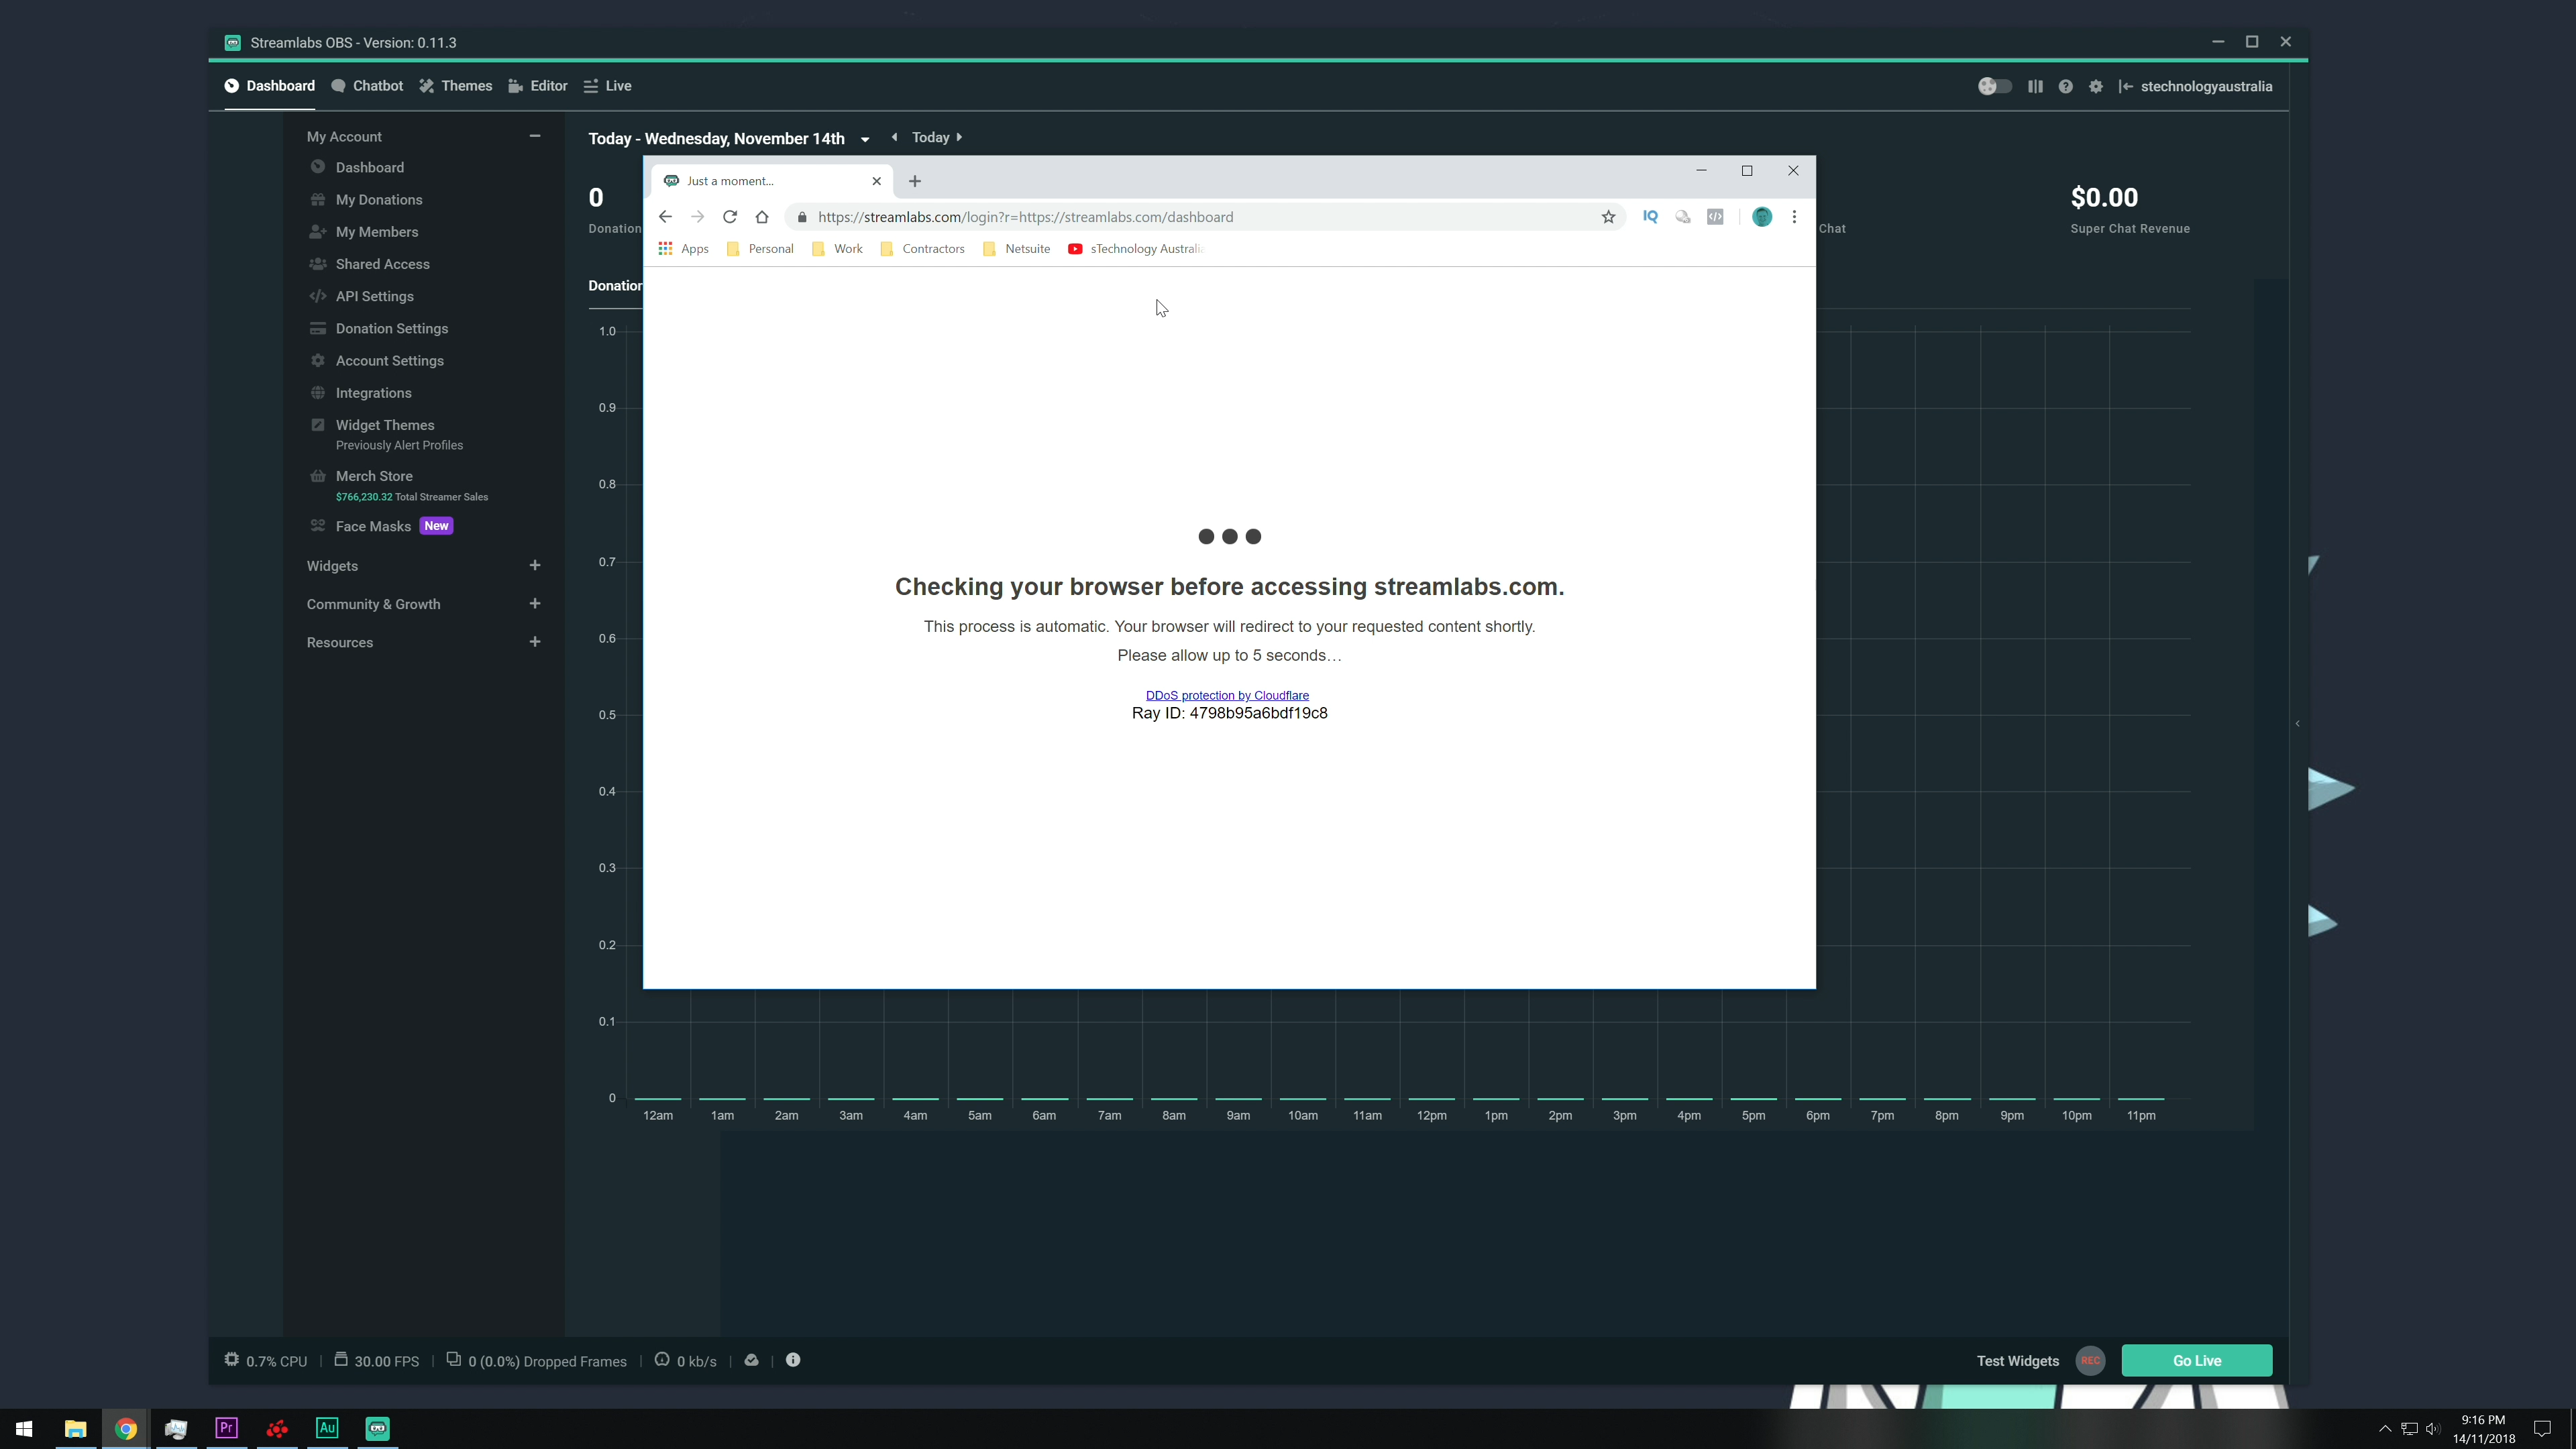 Streamlabs OBS - Version: 0.11.3
Dashboard Chatbot Themes Editor Live
stechnologyaustralia
My Account
Dashboard
My Donations
My Members
Shared Access
API Settings
Donation Settings
Account Settings
Integrations
Widget Themes
Previously Alert Profiles
Merch Store
$766,230.32 Total Streamer Sales
Face Masks New
Widgets
Community & Growth
Resources
Today - Wednesday, November 14th
Today
0
Donation
$0.00
Super Chat Revenue
Chat
Donation
Just a moment...
https://streamlabs.com/login?r=https://streamlabs.com/dashboard
IQ
Apps Personal Work Contractors Netsuite sTechnology Australia
Checking your browser before accessing streamlabs.com.
This process is automatic. Your browser will redirect to your requested content shortly.
Please allow up to 5 seconds…
DDoS protection by Cloudflare
Ray ID: 4798b95a6bdf19c8
1.0
0.9
0.8
0.7
0.6
0.5
0.4
0.3
0.2
0.1
0
12am 1am 2am 3am 4am 5am 6am 7am 8am 9am 10am 11am 12pm 1pm 2pm 3pm 4pm 5pm 6pm 7pm 8pm 9pm 10pm 11pm
0.7% CPU 30.00 FPS 0 (0.0%) Dropped Frames 0 kb/s
Test Widgets REC Go Live
Pr Au
9:16 PM
14/11/2018